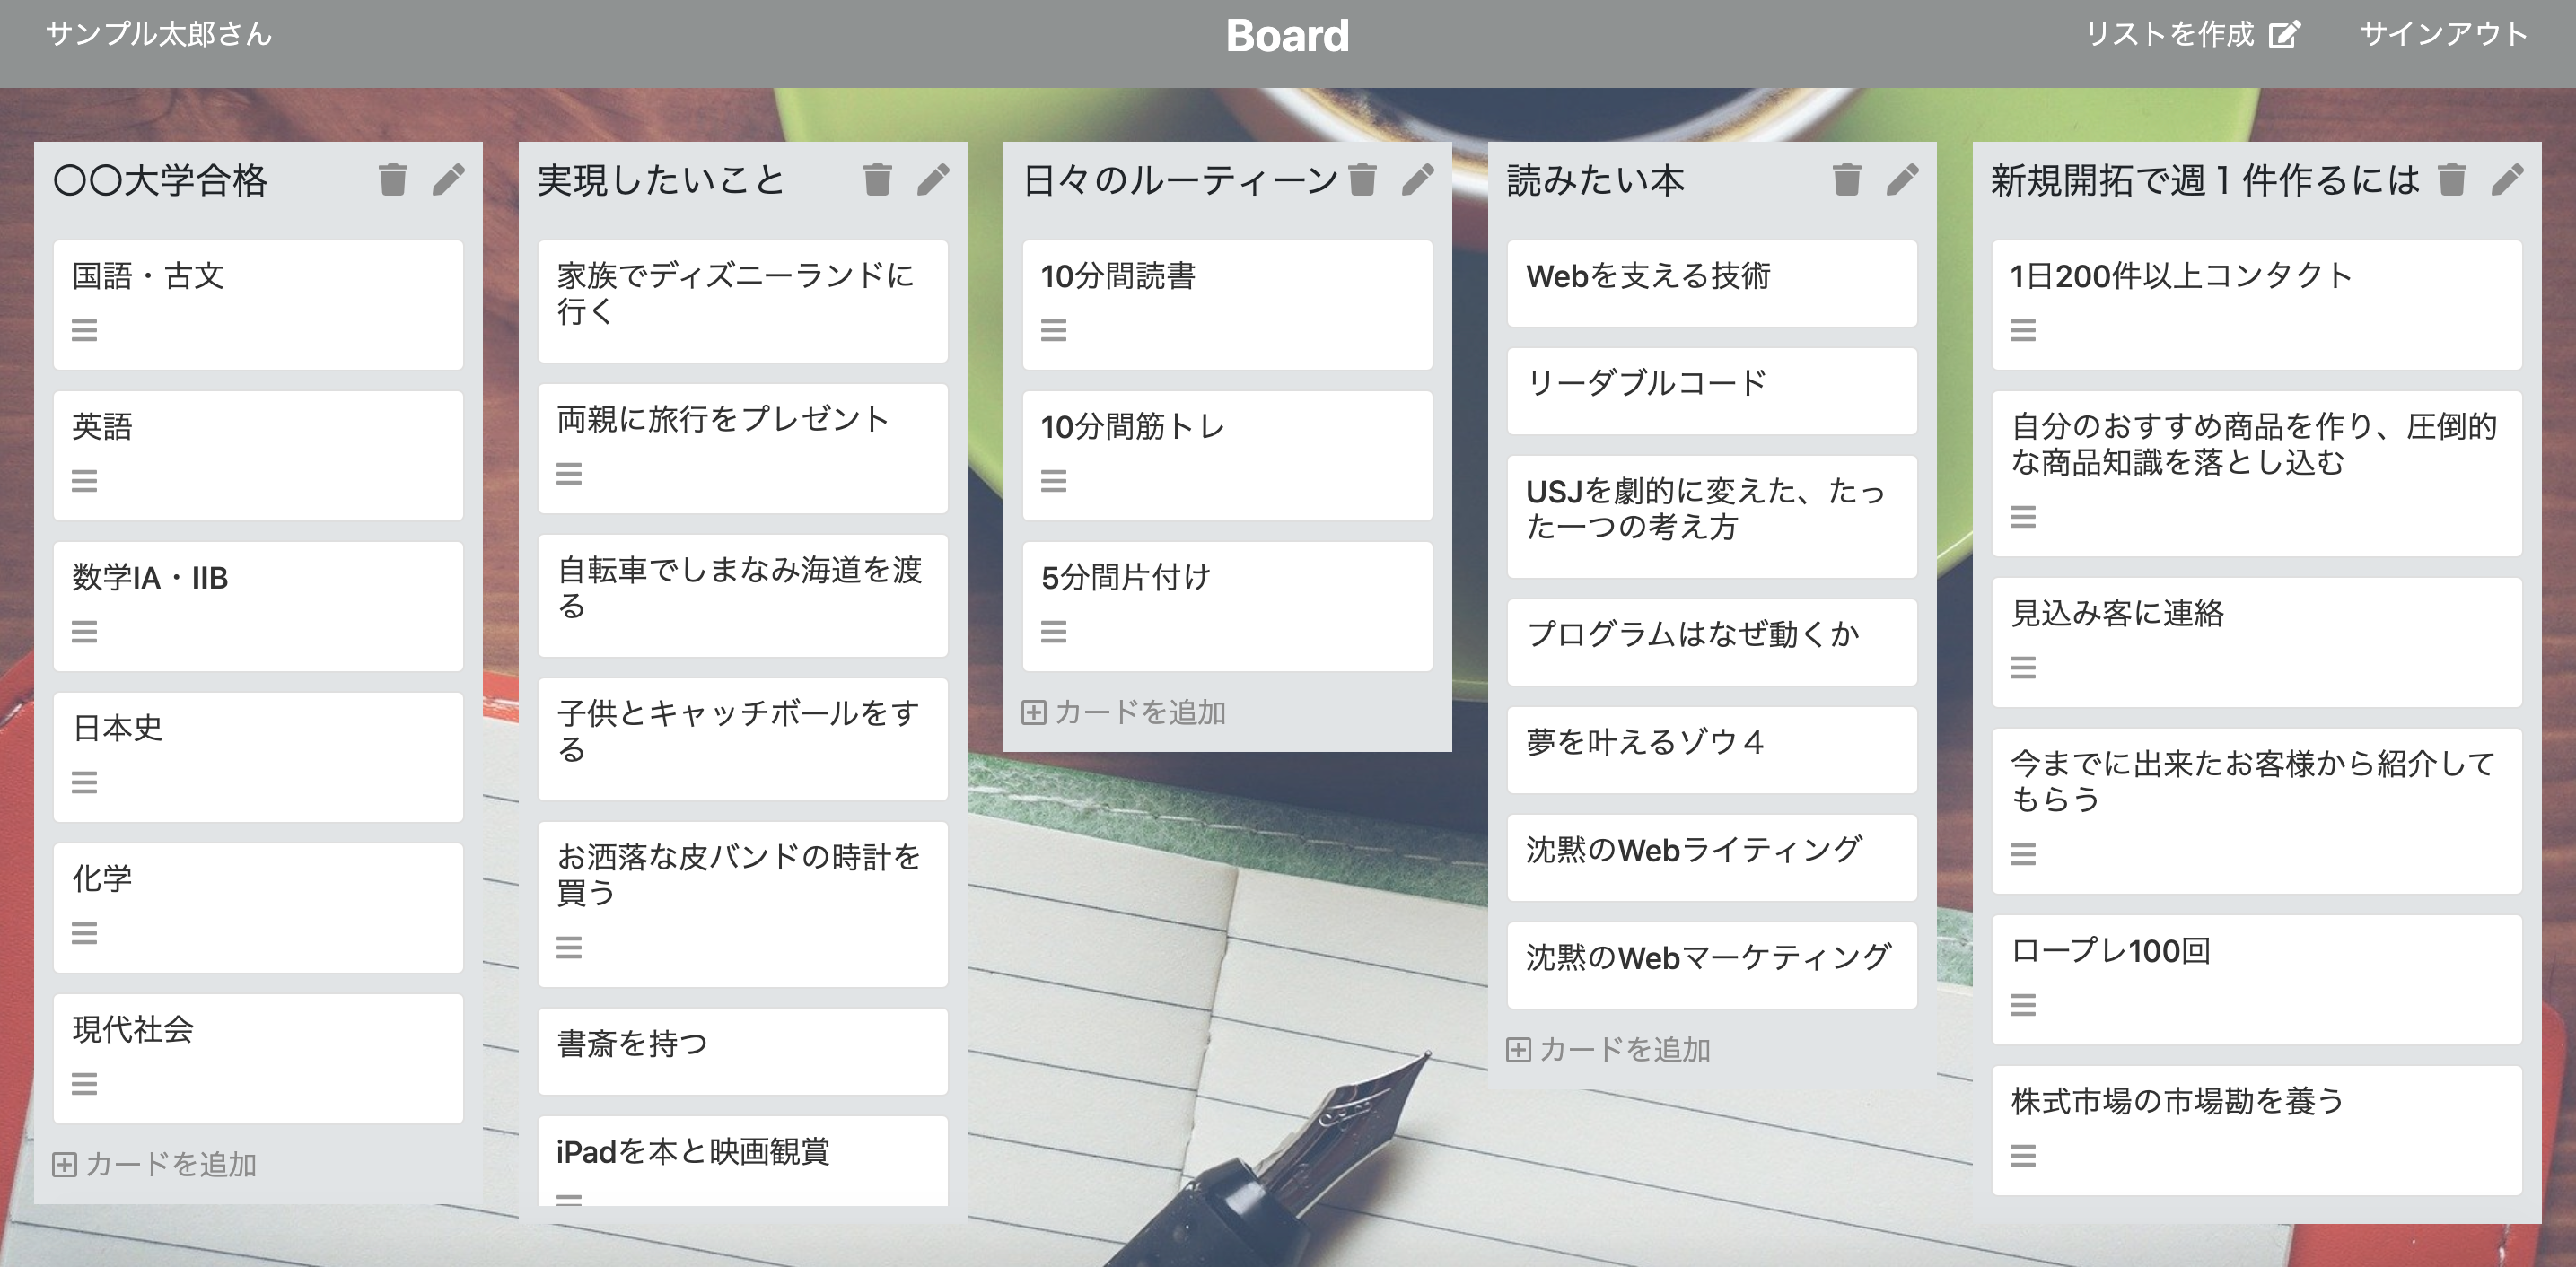 サンプル太郎さん
Board
リストを作成
サインアウト
〇〇大学合格
国語・古文
英語
数学IA・IIB
日本史
化学
現代社会
カードを追加
実現したいこと
家族でディズニーランドに
行く
両親に旅行をプレゼント
自転車でしまなみ海道を渡
る
子供とキャッチボールをす
る
お洒落な皮バンドの時計を
買う
書斎を持つ
iPadを本と映画観賞
日々のルーティーン
10分間読書
10分間筋トレ
5分間片付け
カードを追加
読みたい本
Webを支える技術
リーダブルコード
USJを劇的に変えた、たっ
た一つの考え方
プログラムはなぜ動くか
夢を叶えるゾウ４
沈黙のWebライティング
沈黙のWebマーケティング
カードを追加
新規開拓で週１件作るには
1日200件以上コンタクト
自分のおすすめ商品を作り、圧倒的
な商品知識を落とし込む
見込み客に連絡
今までに出来たお客様から紹介して
もらう
ロープレ100回
株式市場の市場勘を養う